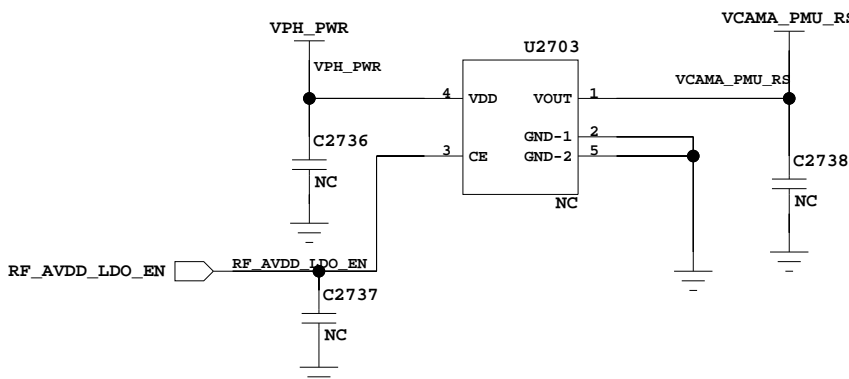 VPH_PWR
VCAMA_PMU_RS
U2703
VPH_PWR
VCAMA_PMU_RS
4
VDD
VOUT
1
GND-1
2
C2736
3
CE
GND-2
5
C2738
NC
NC
NC
RF_AVDD_LDO_EN
RF_AVDD_LDO_EN
C2737
NC